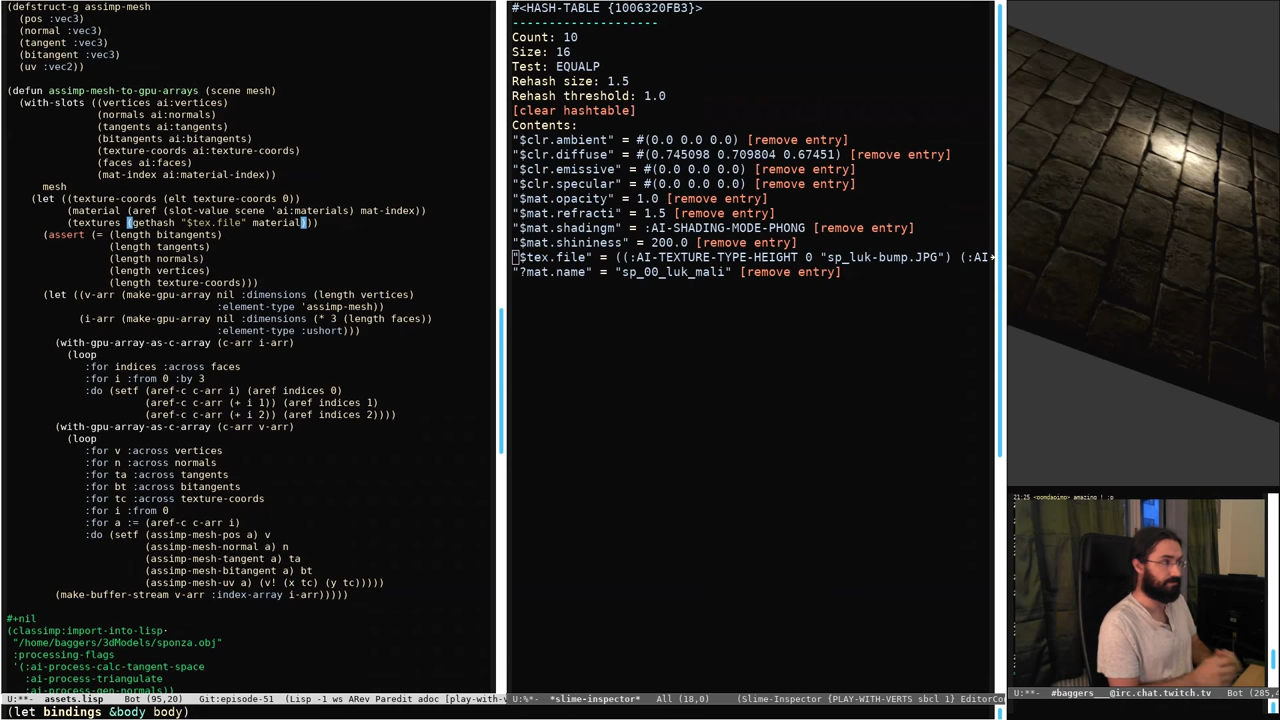 (defstruct-g assimp-mesh
  (pos :vec3)
  (normal :vec3)
  (tangent :vec3)
  (bitangent :vec3)
  (uv :vec2))

(defun assimp-mesh-to-gpu-arrays (scene mesh)
  (with-slots ((vertices ai:vertices)
               (normals ai:normals)
               (tangents ai:tangents)
               (bitangents ai:bitangents)
               (texture-coords ai:texture-coords)
               (faces ai:faces)
               (mat-index ai:material-index))
      mesh
    (let ((texture-coords (elt texture-coords 0))
          (material (aref (slot-value scene 'ai:materials) mat-index))
          (textures (gethash "$tex.file" material)))
      (assert (= (length bitangents)
                 (length tangents)
                 (length normals)
                 (length vertices)
                 (length texture-coords)))
      (let ((v-arr (make-gpu-array nil :dimensions (length vertices)
                                   :element-type 'assimp-mesh))
            (i-arr (make-gpu-array nil :dimensions (* 3 (length faces))
                                   :element-type :ushort)))
        (with-gpu-array-as-c-array (c-arr i-arr)
          (loop
             :for indices :across faces
             :for i :from 0 :by 3
             :do (setf (aref-c c-arr i) (aref indices 0)
                       (aref-c c-arr (+ i 1)) (aref indices 1)
                       (aref-c c-arr (+ i 2)) (aref indices 2))))
        (with-gpu-array-as-c-array (c-arr v-arr)
          (loop
             :for v :across vertices
             :for n :across normals
             :for ta :across tangents
             :for bt :across bitangents
             :for tc :across texture-coords
             :for i :from 0
             :for a := (aref-c c-arr i)
             :do (setf (assimp-mesh-pos a) v
                       (assimp-mesh-normal a) n
                       (assimp-mesh-tangent a) ta
                       (assimp-mesh-bitangent a) bt
                       (assimp-mesh-uv a) (v! (x tc) (y tc)))))
        (make-buffer-stream v-arr :index-array i-arr)))))

#+nil
(classimp:import-into-lisp·
 "/home/baggers/3dModels/sponza.obj"
 :processing-flags
 '(:ai-process-calc-tangent-space
   :ai-process-triangulate
   :ai-process-gen-normals))
U:**-  assets.lisp    Bot (95,20)    Git:episode-51  (Lisp -1 ws ARev Paredit adoc [play-with-v
(let bindings &body body)
#<HASH-TABLE {1006320FB3}>
--------------------
Count: 10
Size: 16
Test: EQUALP
Rehash size: 1.5
Rehash threshold: 1.0
[clear hashtable]
Contents:
"$clr.ambient" = #(0.0 0.0 0.0) [remove entry]
"$clr.diffuse" = #(0.745098 0.709804 0.67451) [remove entry]
"$clr.emissive" = #(0.0 0.0 0.0) [remove entry]
"$clr.specular" = #(0.0 0.0 0.0) [remove entry]
"$mat.opacity" = 1.0 [remove entry]
"$mat.refracti" = 1.5 [remove entry]
"$mat.shadingm" = :AI-SHADING-MODE-PHONG [remove entry]
"$mat.shininess" = 200.0 [remove entry]
"$tex.file" = ((:AI-TEXTURE-TYPE-HEIGHT 0 "sp_luk-bump.JPG") (:AI
"?mat.name" = "sp_00_luk_mali" [remove entry]
U:%*-  *slime-inspector*    All (18,0)     (Slime-Inspector {PLAY-WITH-VERTS sbcl 1} EditorCo
amazing ! :p
U:**-  #baggers___@irc.chat.twitch.tv    Bot (285,4